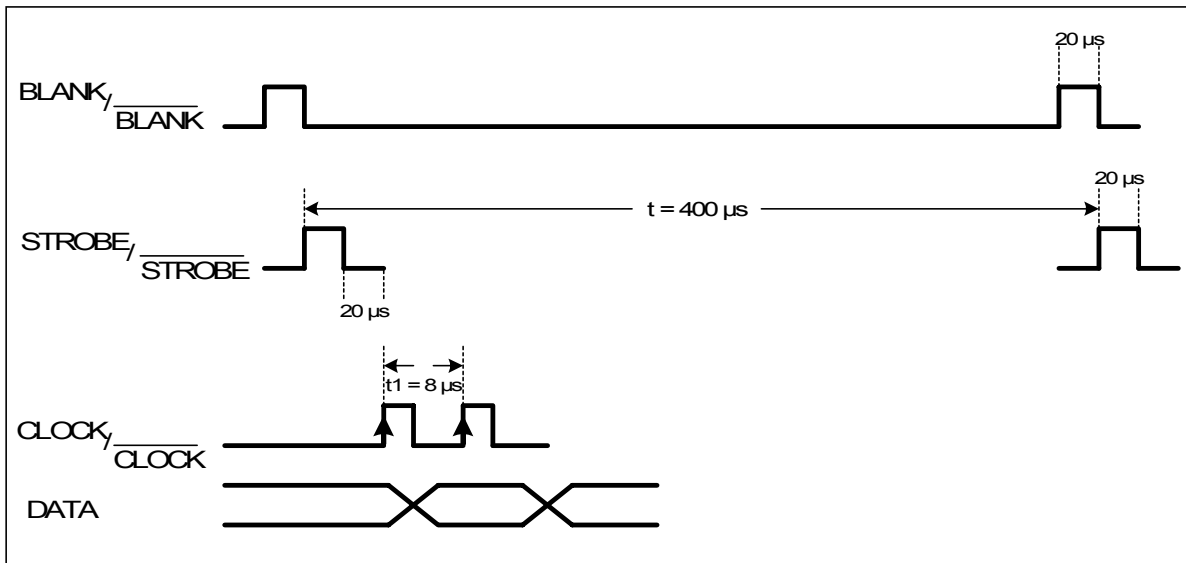 20 µs
BLANK/BLANK
20 µs
t = 400 µs
STROBE/STROBE
20 µs
t1 = 8 µs
CLOCK/CLOCK
DATA